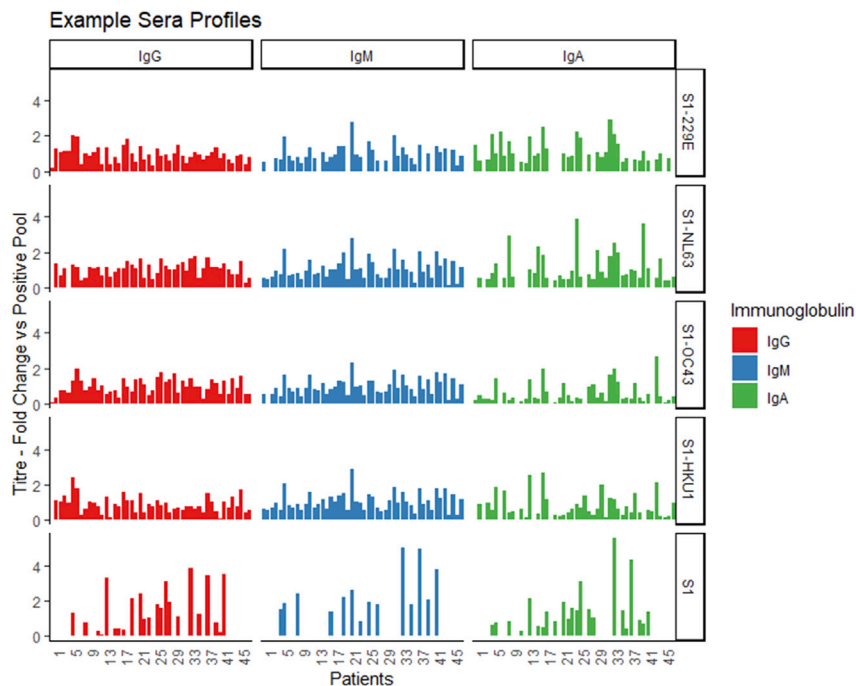 Example Sera Profiles
IgG IgM IgA
4
2
0
S1-229E
4
2
0
S1-NL63
4
2
0
S1-OC43
4
2
0
S1-HKU1
4
2
0
S1
Titre - Fold Change vs Positive Pool
1 5 9 13 17 21 25 29 33 37 41 45 1 5 9 13 17 21 25 29 33 37 41 45 1 5 9 13 17 21 25 29 33 37 41 45
Patients
Immunoglobulin
IgG
IgM
IgA